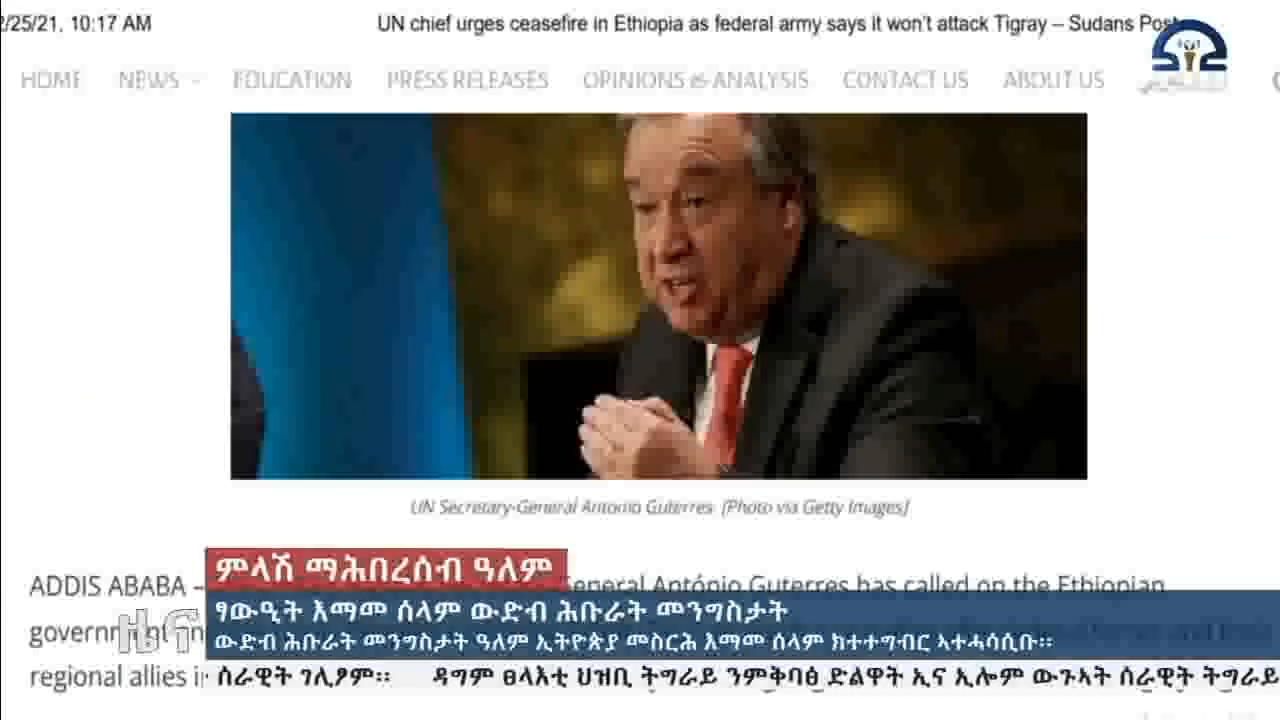 2/25/21, 10:17 AM UN chief urges ceasefire in Ethiopia as federal army says it won't attack Tigray – Sudans Post
HOME NEWS EDUCATION PRESS RELEASES OPINIONS & ANALYSIS CONTACT US ABOUT US
UN Secretary-General Antonio Guterres. [Photo via Getty Images]
ምላሽ ማሕበረሰብ ዓለም
ADDIS ABABA – General António Guterres has called on the Ethiopian
ፃውዒት እማመ ሰላም ውድብ ሕቡራት መንግስታት
government
ዜና
ውድብ ሕቡራት መንግስታት ዓለም ኢትዮጵያ መስርሕ እማመ ሰላም ክተተግብር ኣተሓሳሲቡ፡፡
regional allies
ሰራዊት ገሊፆም፡፡ ዳግም ፀላእቲ ህዝቢ ትግራይ ንምቅባፅ ድልዋት ኢና ኢሎም ውጉኣት ሰራዊት ትግራይ